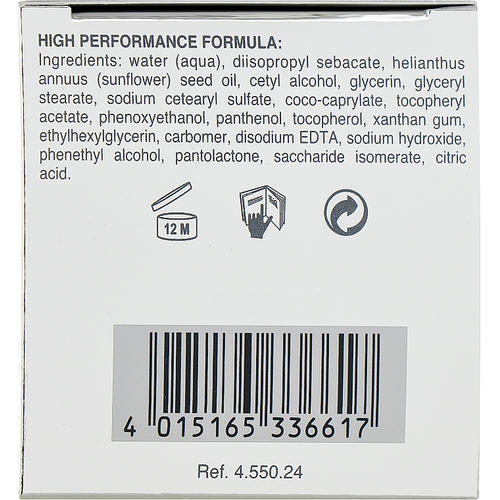 HIGH PERFORMANCE FORMULA:
Ingredients: water (aqua), diisopropyl sebacate, helianthus
annuus (sunflower) seed oil, cetyl alcohol, glycerin, glyceryl
stearate, sodium cetearyl sulfate, coco-caprylate, tocopheryl
acetate, phenoxyethanol, panthenol, tocopherol, xanthan gum,
ethylhexylglycerin, carbomer, disodium EDTA, sodium hydroxide,
phenethyl alcohol, pantolactone, saccharide isomerate, citric
acid.
12 M
4 015165 336617
Ref. 4.550.24